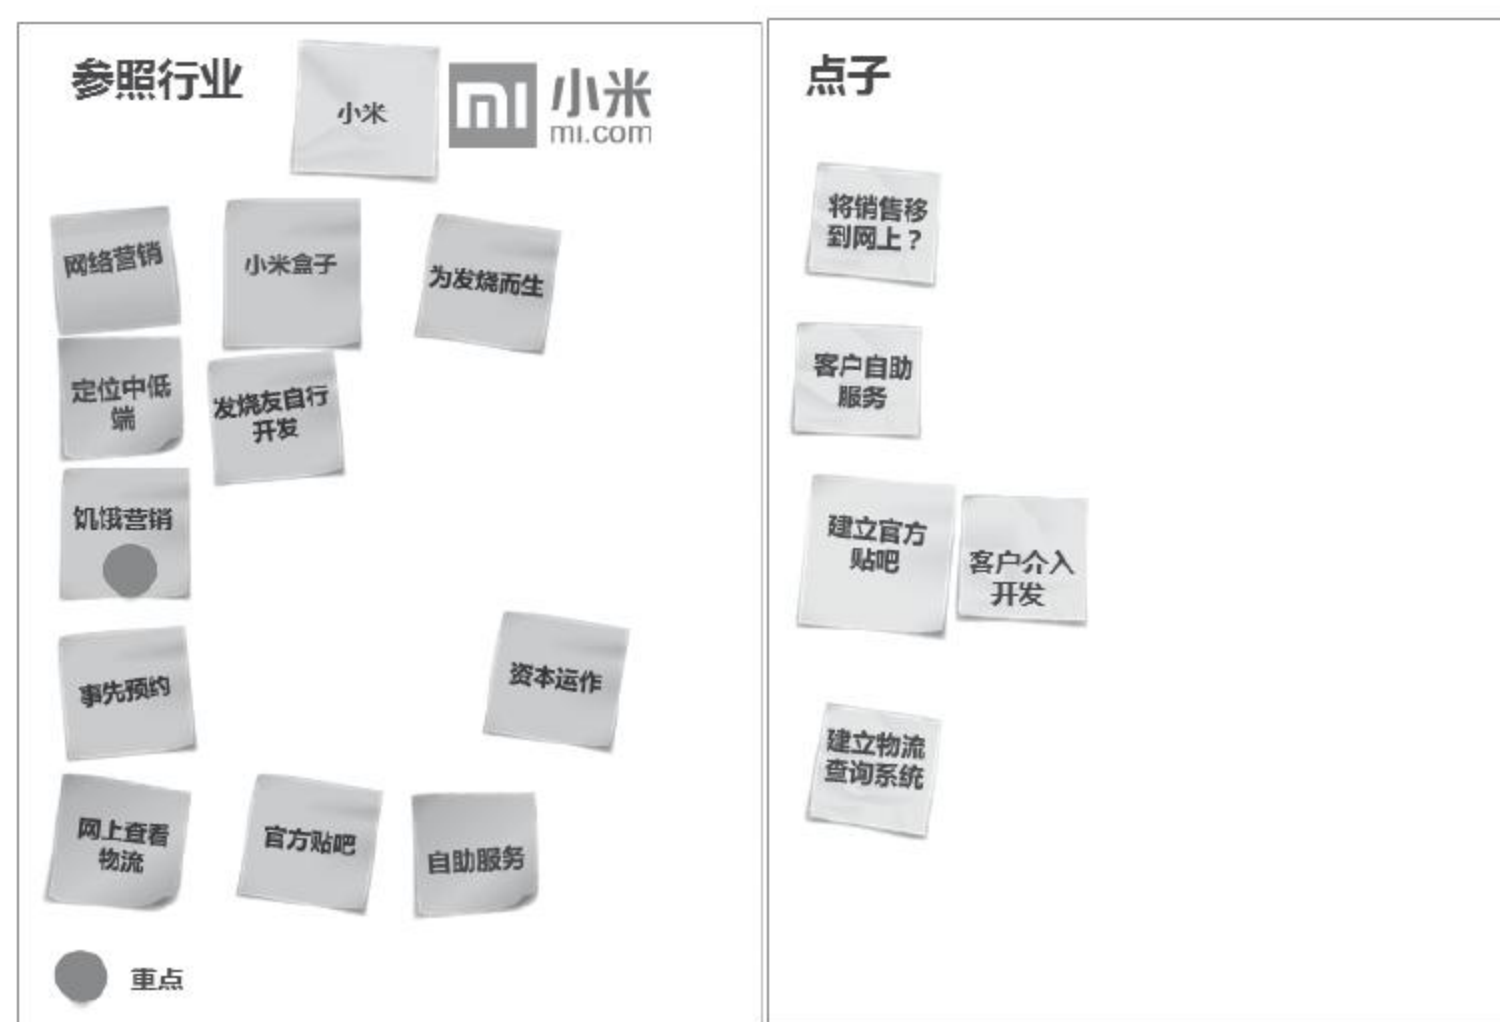 参照行业
小米
mi
小米
mi.com
网络营销
小米盒子
为发烧而生
定位中低
端
发烧友自行
开发
饥饿营销
事先预约
资本运作
网上查看
物流
官方贴吧
自助服务
重点
点子
将销售移
到网上？
客户自助
服务
建立官方
贴吧
客户介入
开发
建立物流
查询系统